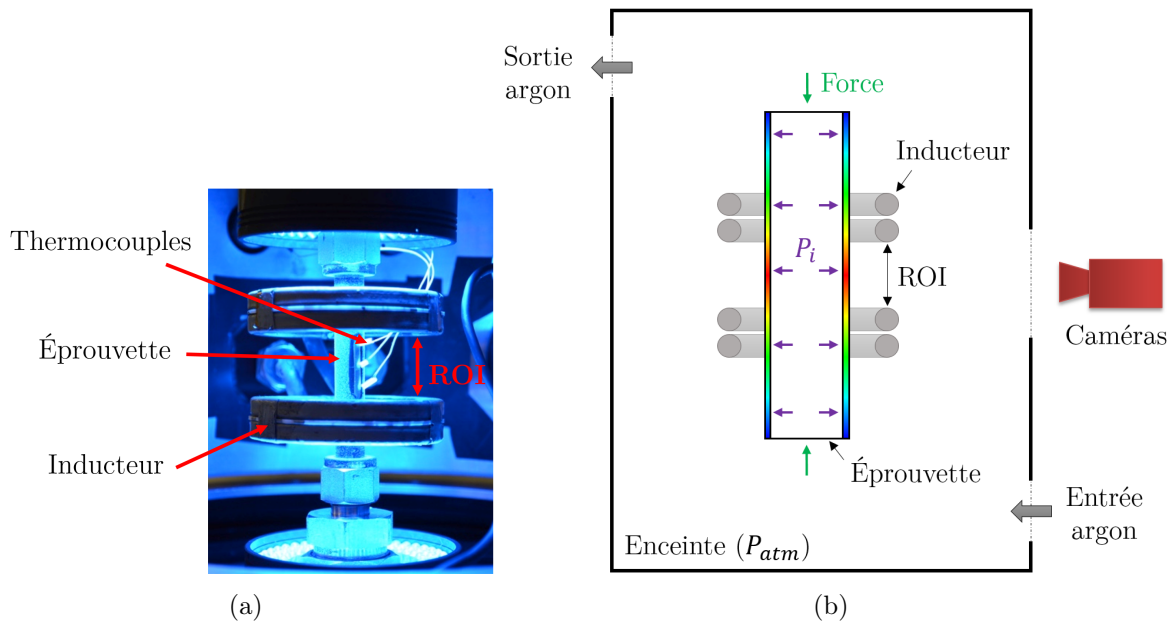 Thermocouples
Éprouvette
Inducteur
ROI
(a)
Sortie
argon
Force
Inducteur
P_i
ROI
Caméras
Éprouvette
Entrée
argon
Enceinte (P_atm)
(b)